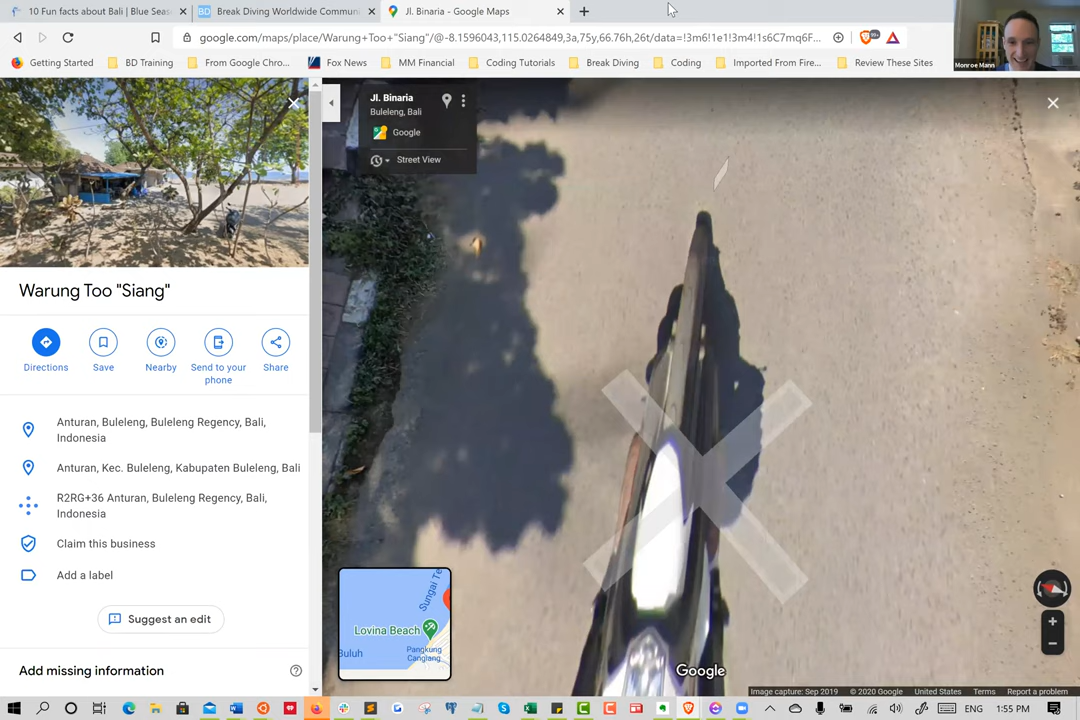 10 Fun facts about Bali | Blue Seas
Break Diving Worldwide Commun
Jl. Binaria - Google Maps
google.com/maps/place/Warung+Too+"Siang"/@-8.1596043,115.0264849,3a,75y,66.76h,26t/data=!3m6!1e1!3m4!1s6C7mq6F...
99+
Getting Started
BD Training
From Google Chro...
Fox News
MM Financial
Coding Tutorials
Break Diving
Coding
Imported From Fire...
Review These Sites
Monroe Mann
Jl. Binaria
Buleleng, Bali
Google
Street View
Warung Too "Siang"
Directions
Save
Nearby
Send to your
phone
Share
Anturan, Buleleng, Buleleng Regency, Bali,
Indonesia
Anturan, Kec. Buleleng, Kabupaten Buleleng, Bali
R2RG+36 Anturan, Buleleng Regency, Bali,
Indonesia
Claim this business
Add a label
Suggest an edit
Add missing information
Sungai Te
Lovina Beach
Buluh
Pangkung
Cangiang
Google
Image capture: Sep 2019
© 2020 Google
United States
Terms
Report a problem
ENG
1:55 PM